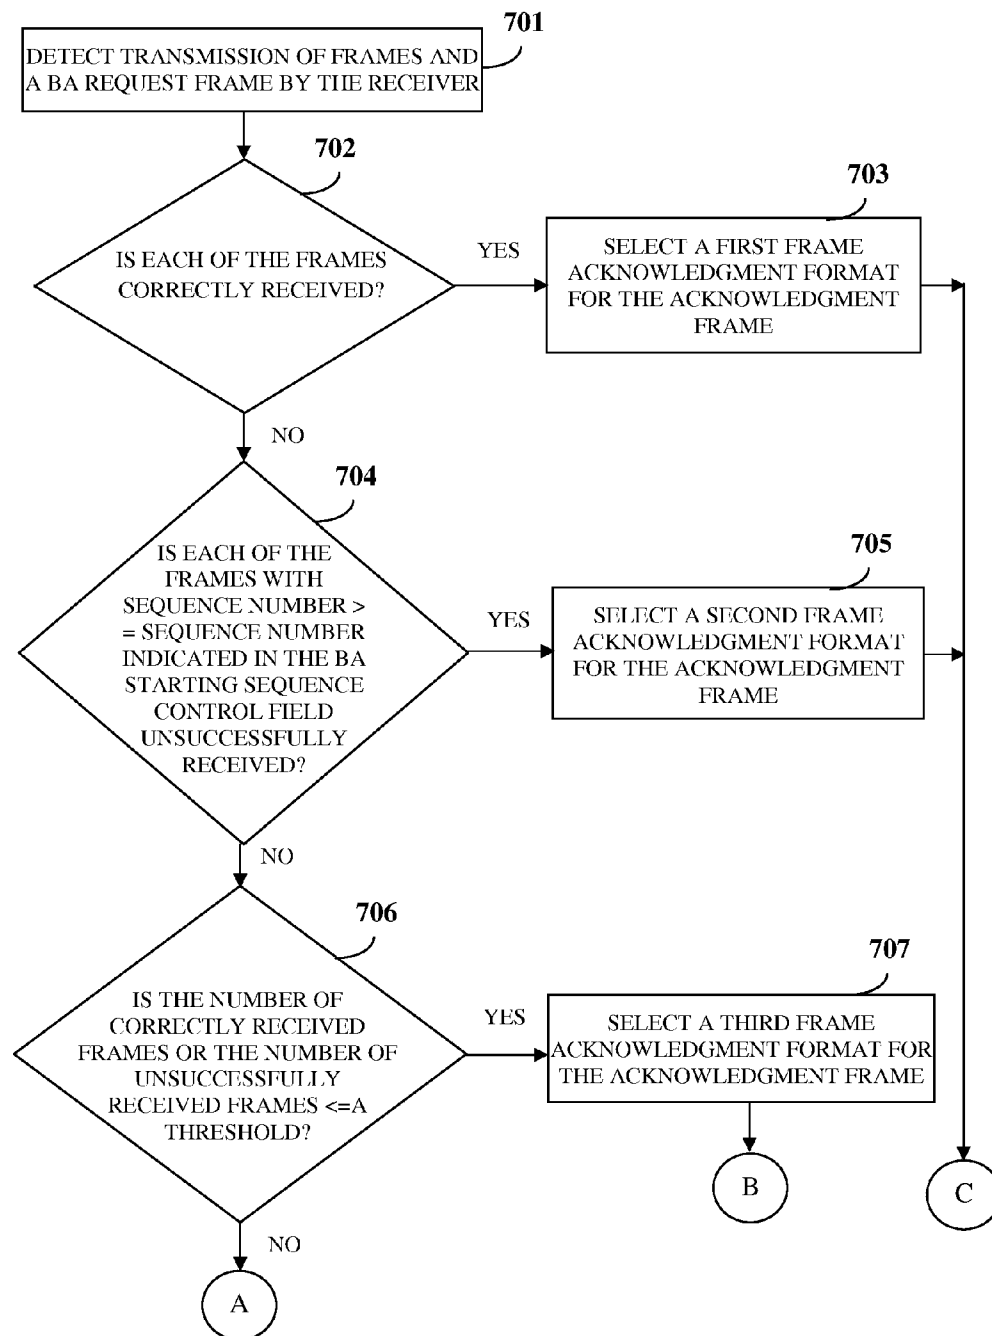 701
DETECT TRANSMISSION OF FRAMES AND
A BA REQUEST FRAME BY THE RECEIVER
702
IS EACH OF THE FRAMES
CORRECTLY RECEIVED?
YES
703
SELECT A FIRST FRAME
ACKNOWLEDGMENT FORMAT
FOR THE ACKNOWLEDGMENT
FRAME
NO
704
IS EACH OF THE
FRAMES WITH
SEQUENCE NUMBER >
= SEQUENCE NUMBER
INDICATED IN THE BA
STARTING SEQUENCE
CONTROL FIELD
UNSUCCESSFULLY
RECEIVED?
YES
705
SELECT A SECOND FRAME
ACKNOWLEDGMENT FORMAT
FOR THE ACKNOWLEDGMENT
FRAME
NO
706
IS THE NUMBER OF
CORRECTLY RECEIVED
FRAMES OR THE NUMBER OF
UNSUCCESSFULLY
RECEIVED FRAMES <=A
THRESHOLD?
YES
707
SELECT A THIRD FRAME
ACKNOWLEDGMENT FORMAT FOR
THE ACKNOWLEDGMENT FRAME
B
C
NO
A